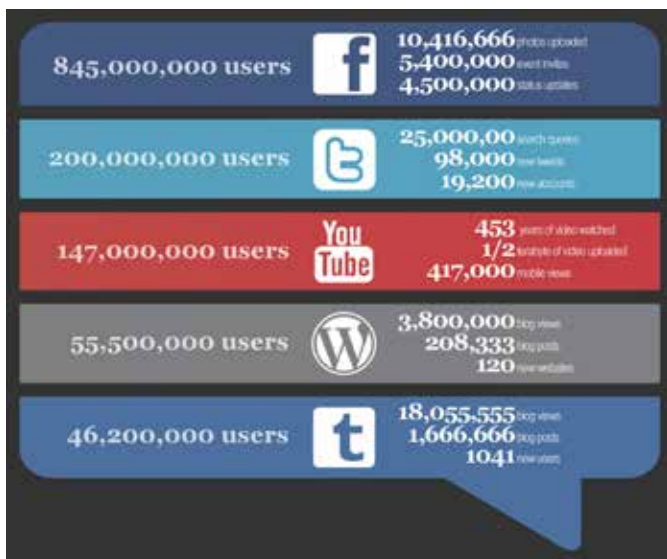 845,000,000 users
f
10,416,666 photos uploaded
5,400,000 event invites
4,500,000 status updates
200,000,000 users
t
25,000,00 search queries
98,000 new tweets
19,200 new accounts
147,000,000 users
You
Tube
453 years of video watched
1/2 terabyte of video uploaded
417,000 mobile views
55,500,000 users
W
3,800,000 blog views
208,333 blog posts
120 new websites
46,200,000 users
t
18,055,555 blog views
1,666,666 blog posts
1041 new users